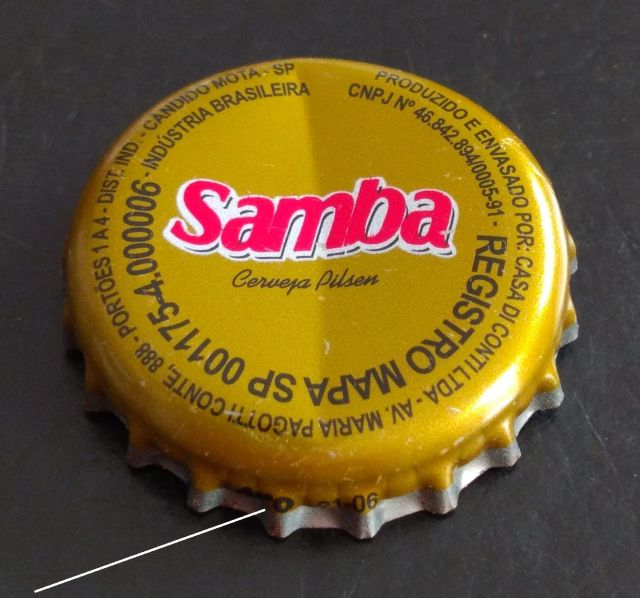 PRODUZIDO E ENVASADO POR: CASA DI CONTI LTDA - AV. MARIA PAGOTTI CONTE, 888 - PORTÕES 1 A 4 - DIST. IND. - CANDIDO MOTA - SP
CNPJ Nº 46.842.894/0005-91 - REGISTRO MAPA SP 001175-4.000006 - INDÚSTRIA BRASILEIRA
Samba
Cerveja Pilsen